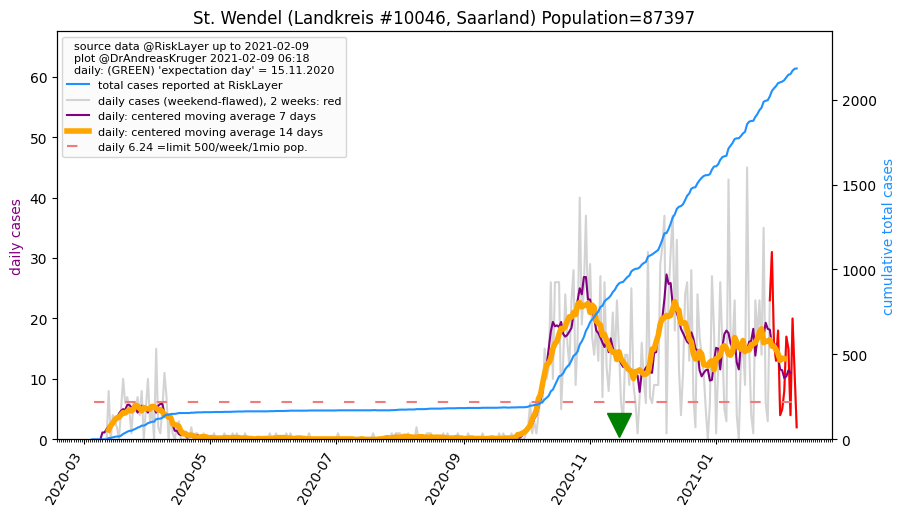 St. Wendel (Landkreis #10046, Saarland) Population=87397
source data @RiskLayer up to 2021-02-09
plot @DrAndreasKruger 2021-02-09 06:18
daily: (GREEN) 'expectation day' = 15.11.2020
total cases reported at RiskLayer
daily cases (weekend-flawed), 2 weeks: red
daily: centered moving average 7 days
daily: centered moving average 14 days
daily 6.24 =limit 500/week/1mio pop.
daily cases
60
50
40
30
20
10
0
cumulative total cases
2000
1500
1000
500
0
2020-03
2020-05
2020-07
2020-09
2020-11
2021-01